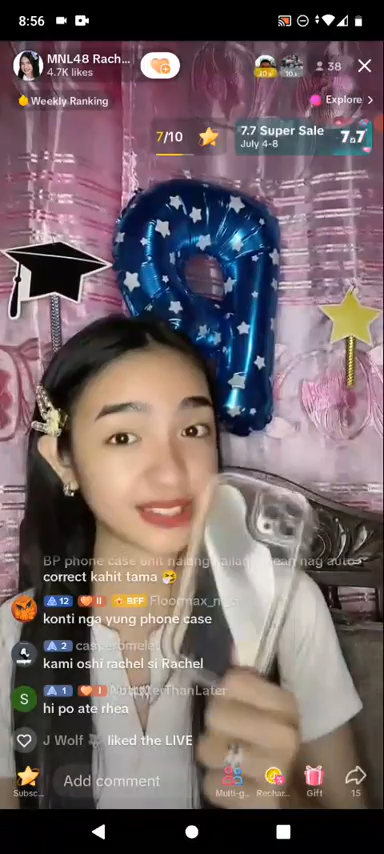 8:56
MNL48 Rach...
4.7K likes
38
Weekly Ranking
Explore
7/10
7.7 Super Sale
July 4-8
7.7
correct kahit tama
12 II BFF
konti nga yung phone case
2
kami oshi rachel si Rachel
S 1 I
hi po ate rhea
J Wolf liked the LIVE
Subsc...
Add comment
Multi-g...
Rechar...
Gift
15